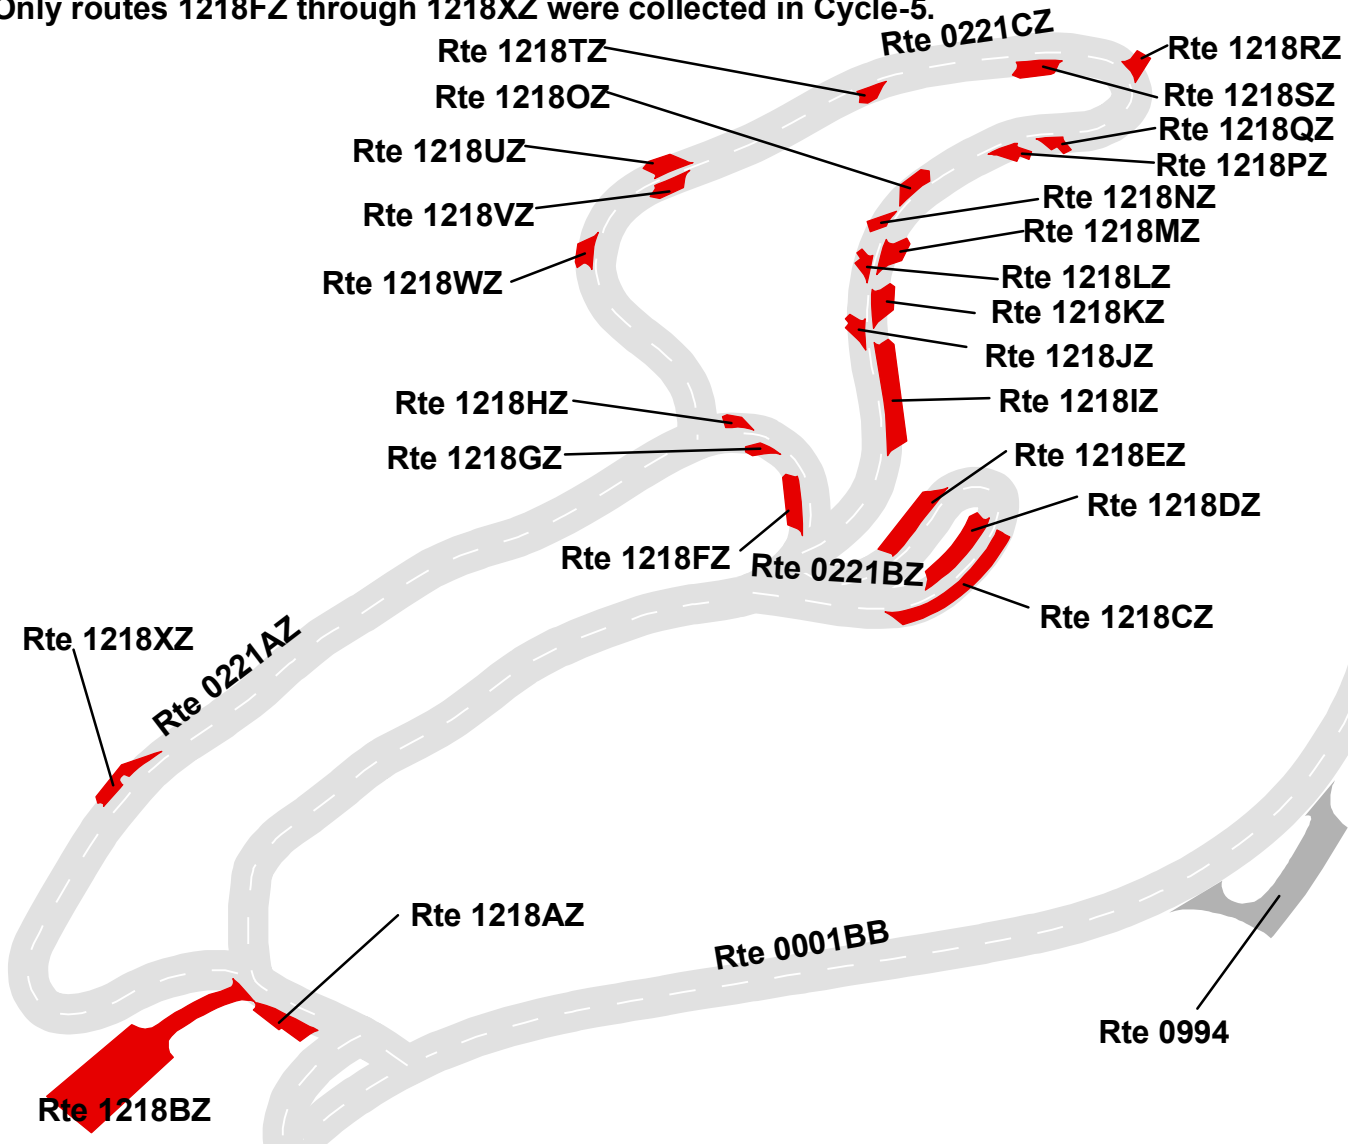 Only routes 1218FZ through 1218XZ were collected in Cycle-5.
Rte 0221CZ
Rte 1218TZ
Rte 1218RZ
Rte 1218OZ
Rte 1218SZ
Rte 1218QZ
Rte 1218UZ
Rte 1218PZ
Rte 1218NZ
Rte 1218VZ
Rte 1218MZ
Rte 1218WZ
Rte 1218LZ
Rte 1218KZ
Rte 1218JZ
Rte 1218HZ
Rte 1218IZ
Rte 1218GZ
Rte 1218EZ
Rte 1218DZ
Rte 1218FZ
Rte 0221BZ
Rte 1218CZ
Rte 1218XZ
Rte 0221AZ
Rte 1218AZ
Rte 0001BB
Rte 0994
Rte 1218BZ